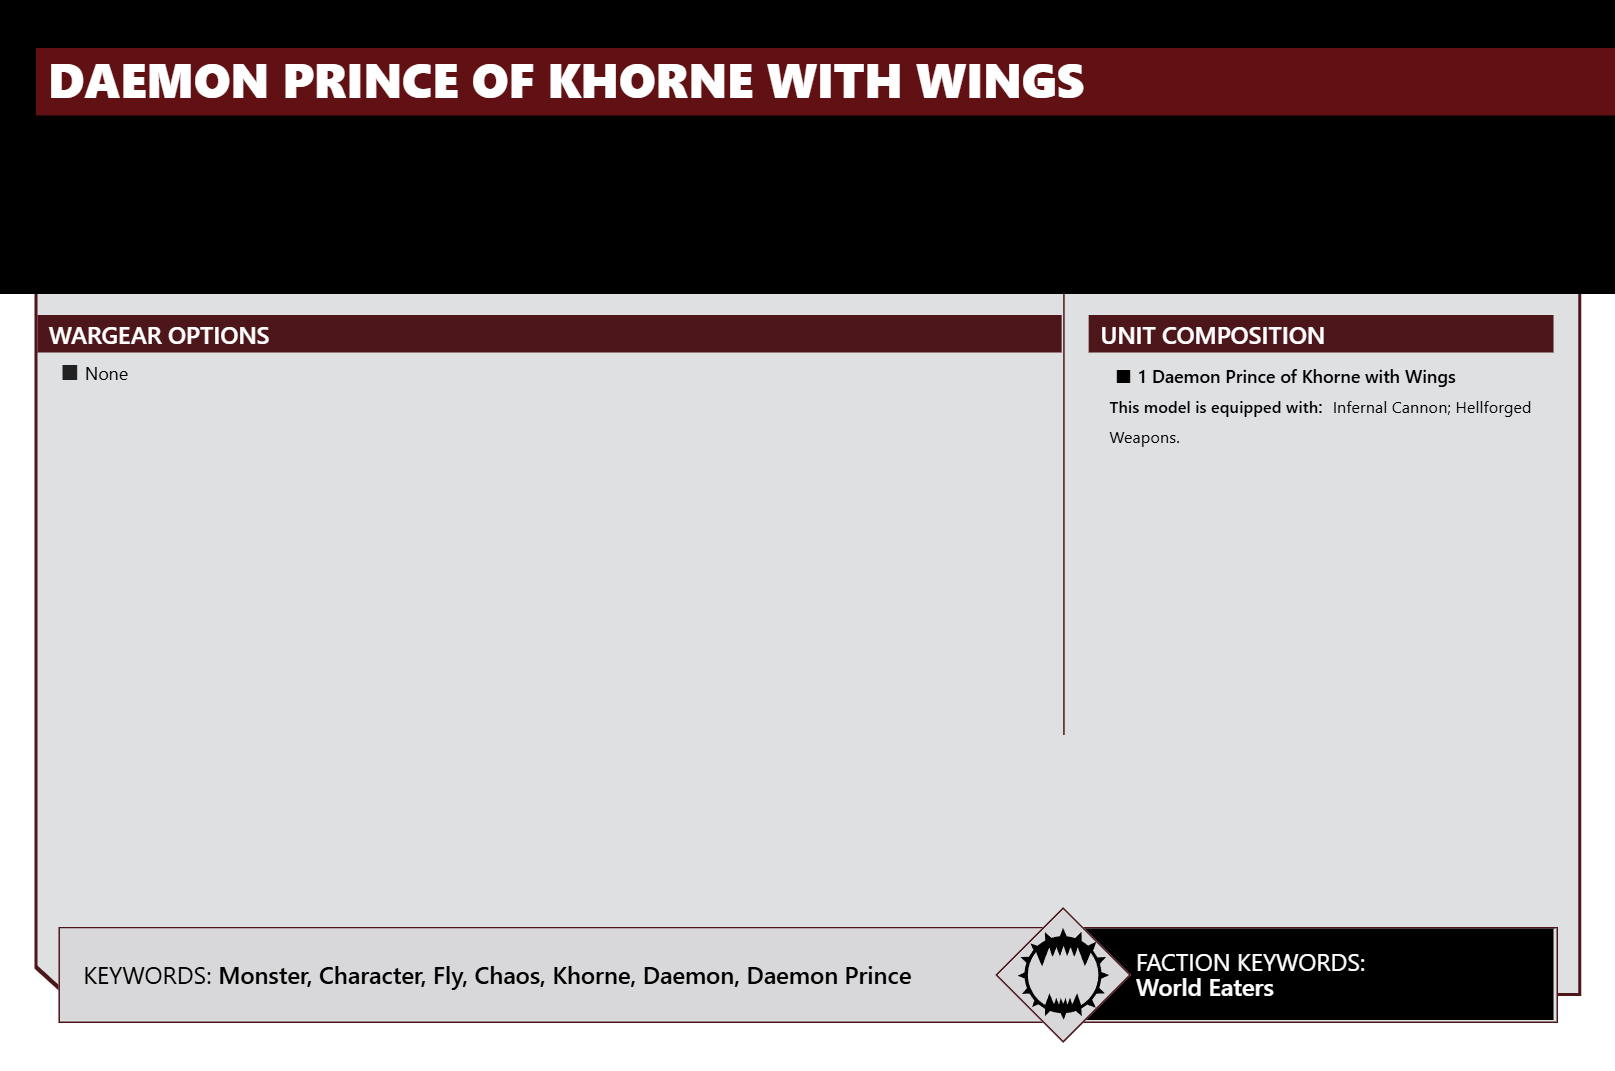 DAEMON PRINCE OF KHORNE WITH WINGS
WARGEAR OPTIONS
■ None
UNIT COMPOSITION
■ 1 Daemon Prince of Khorne with Wings
This model is equipped with: Infernal Cannon; Hellforged
Weapons.
KEYWORDS: Monster, Character, Fly, Chaos, Khorne, Daemon, Daemon Prince
FACTION KEYWORDS:
World Eaters